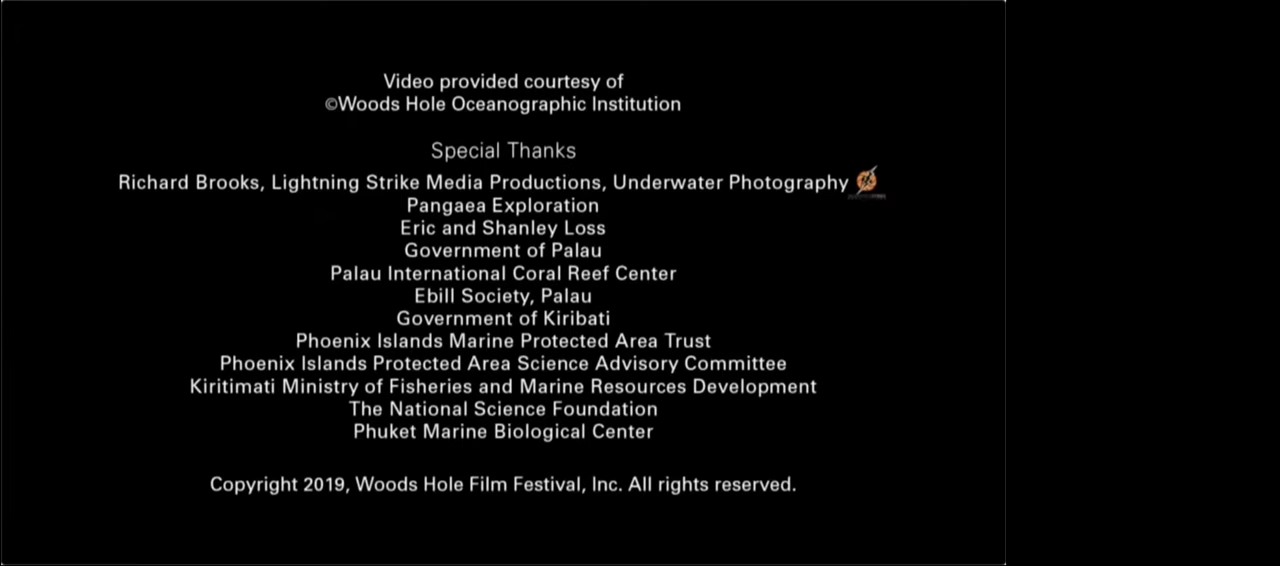 Video provided courtesy of
©Woods Hole Oceanographic Institution
Special Thanks
Richard Brooks, Lightning Strike Media Productions, Underwater Photography
Pangaea Exploration
Eric and Shanley Loss
Government of Palau
Palau International Coral Reef Center
Ebill Society, Palau
Government of Kiribati
Phoenix Islands Marine Protected Area Trust
Phoenix Islands Protected Area Science Advisory Committee
Kiritimati Ministry of Fisheries and Marine Resources Development
The National Science Foundation
Phuket Marine Biological Center
Copyright 2019, Woods Hole Film Festival, Inc. All rights reserved.